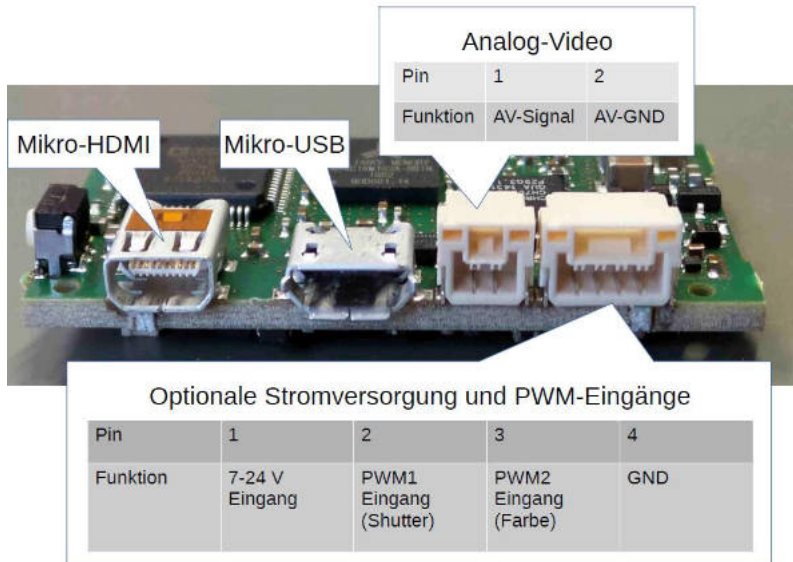 Analog-Video
Pin 1 2
Funktion AV-Signal AV-GND
Mikro-HDMI
Mikro-USB
Optionale Stromversorgung und PWM-Eingänge
Pin 1 2 3 4
Funktion 7-24 V PWM1 PWM2 GND
Eingang Eingang Eingang
(Shutter) (Farbe)